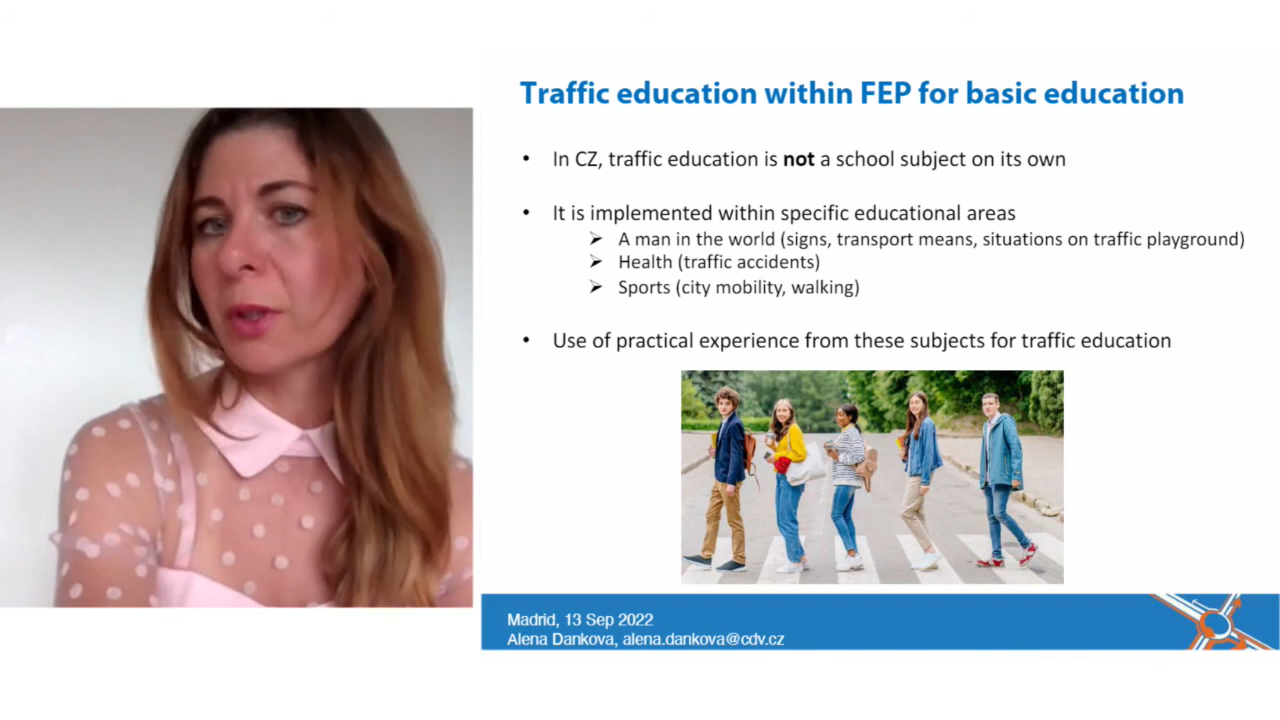 Traffic education within FEP for basic education
• In CZ, traffic education is not a school subject on its own
• It is implemented within specific educational areas
➢ A man in the world (signs, transport means, situations on traffic playground)
➢ Health (traffic accidents)
➢ Sports (city mobility, walking)
• Use of practical experience from these subjects for traffic education
Madrid, 13 Sep 2022
Alena Dankova, alena.dankova@cdv.cz